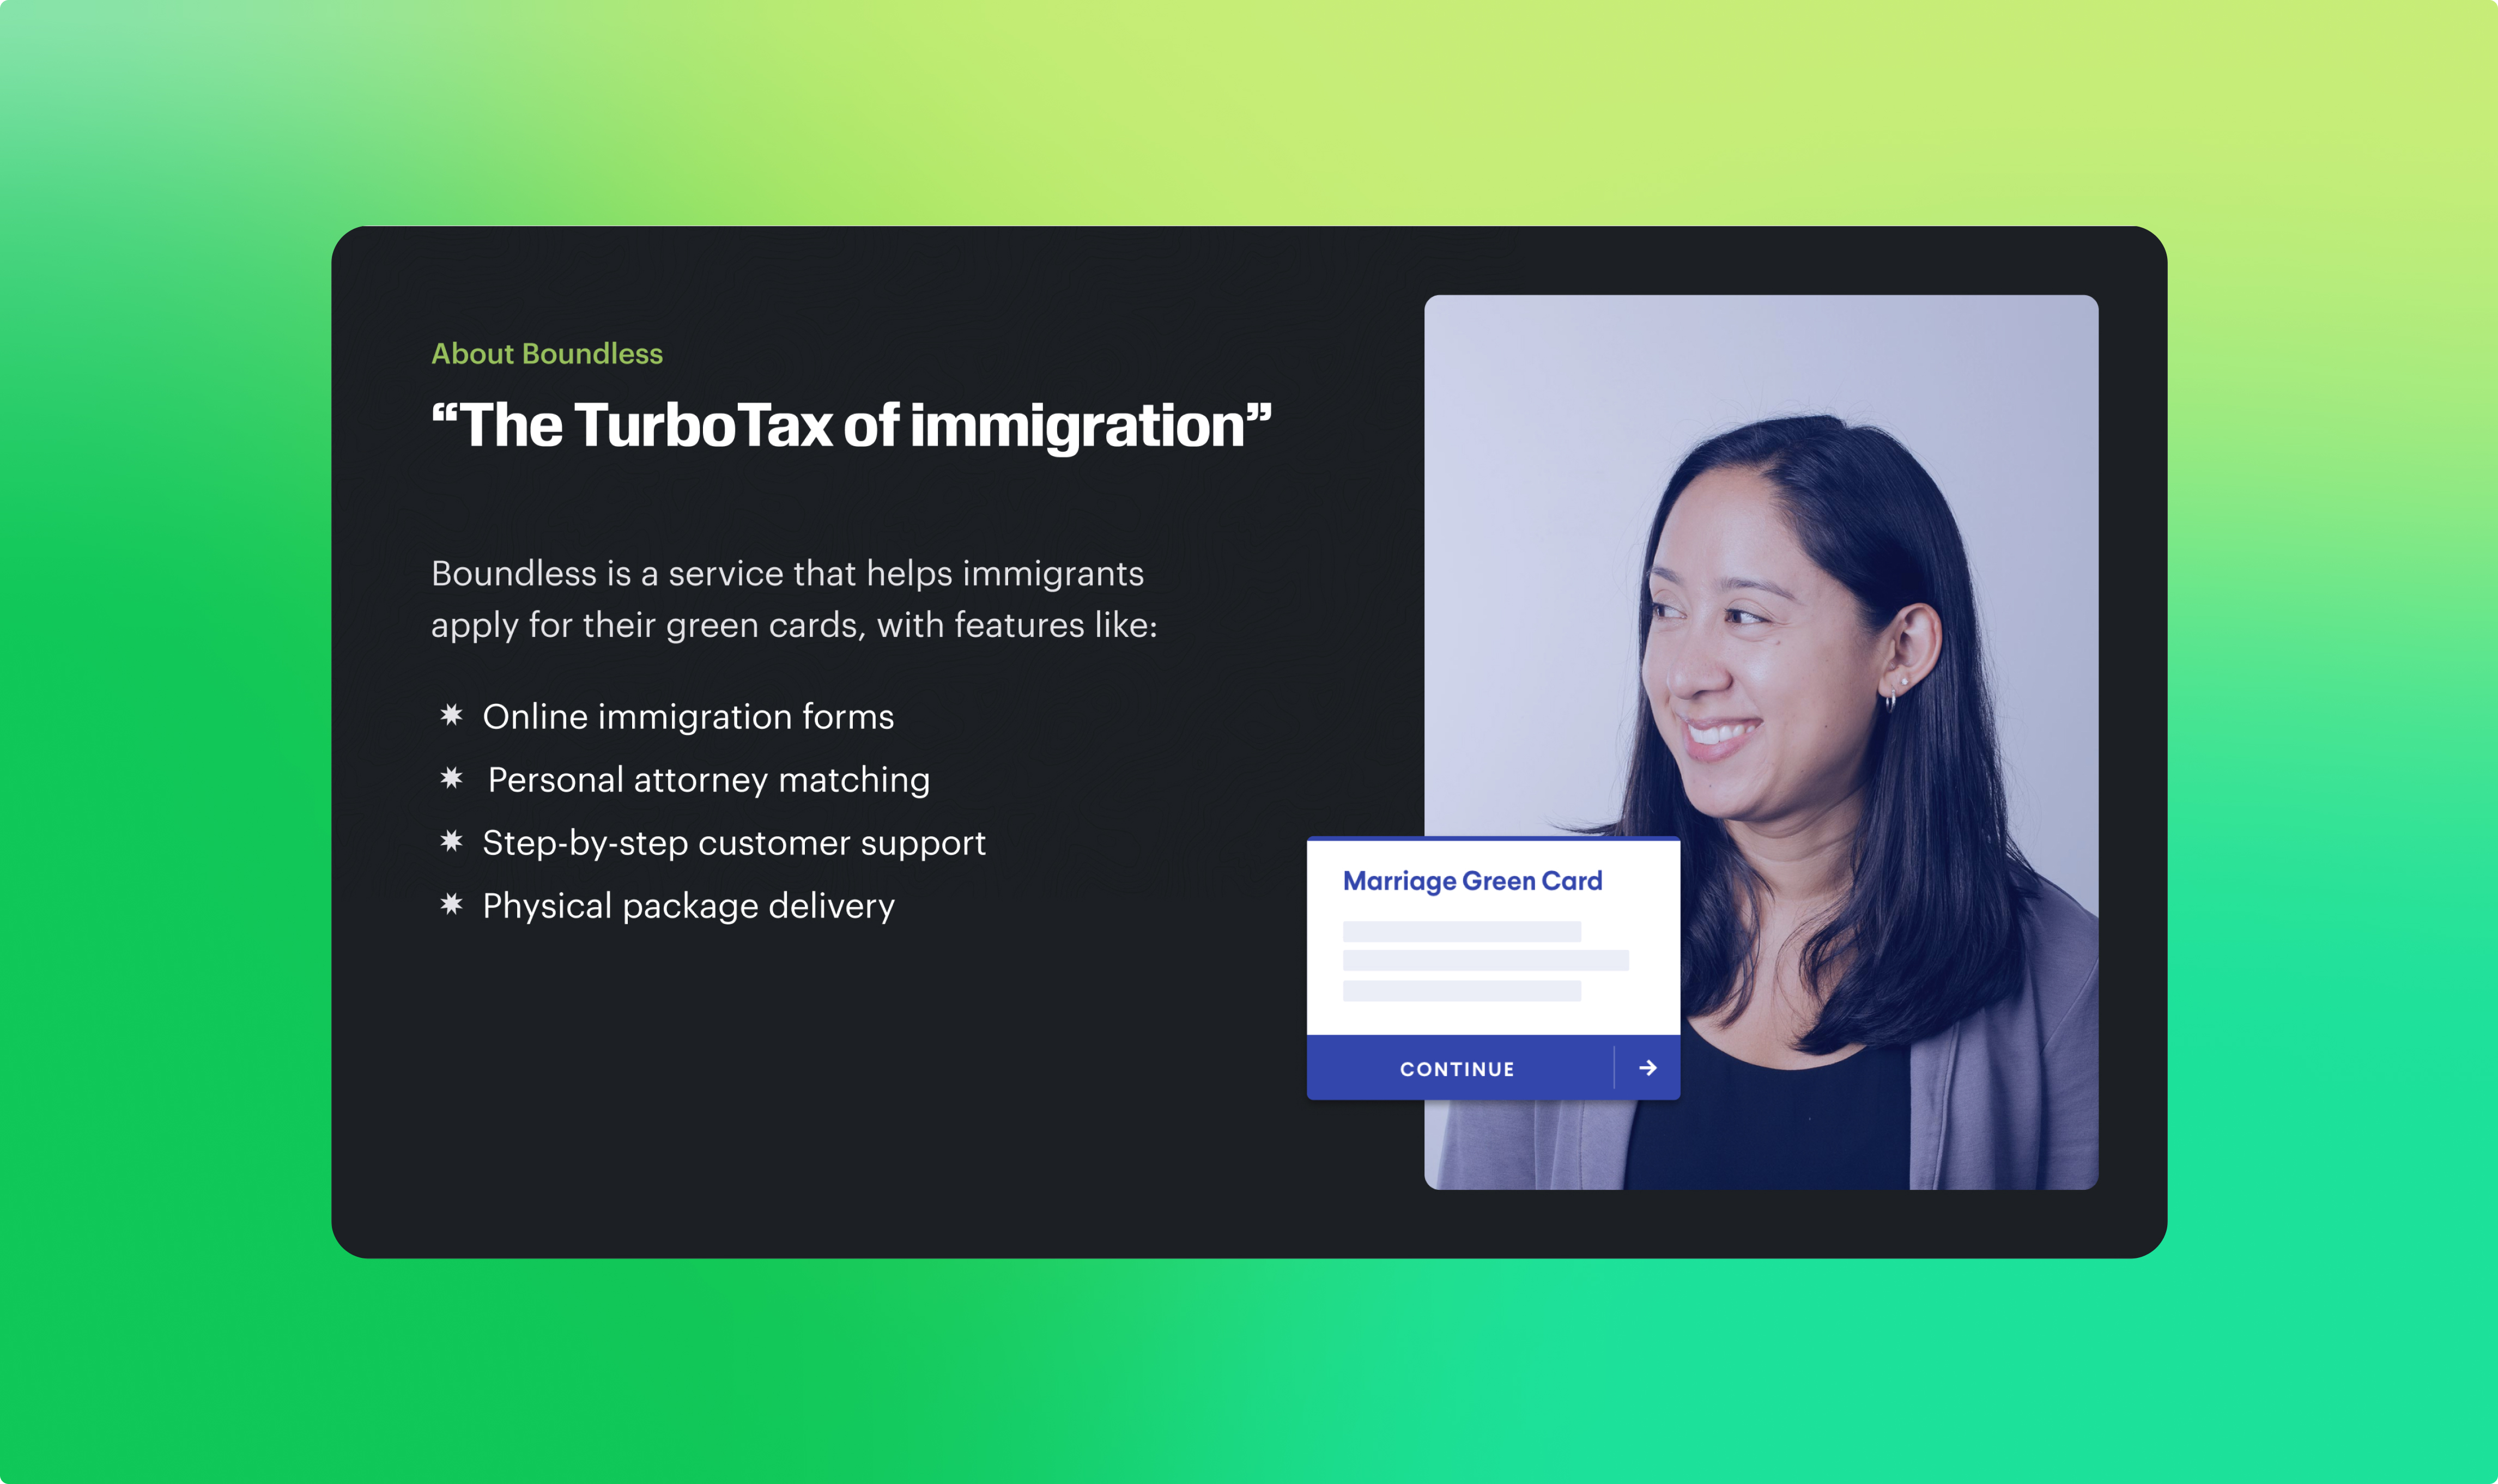 About Boundless
“The TurboTax of immigration”
Boundless is a service that helps immigrants
apply for their green cards, with features like:
✷ Online immigration forms
✷ Personal attorney matching
✷ Step-by-step customer support
✷ Physical package delivery
Marriage Green Card
CONTINUE →